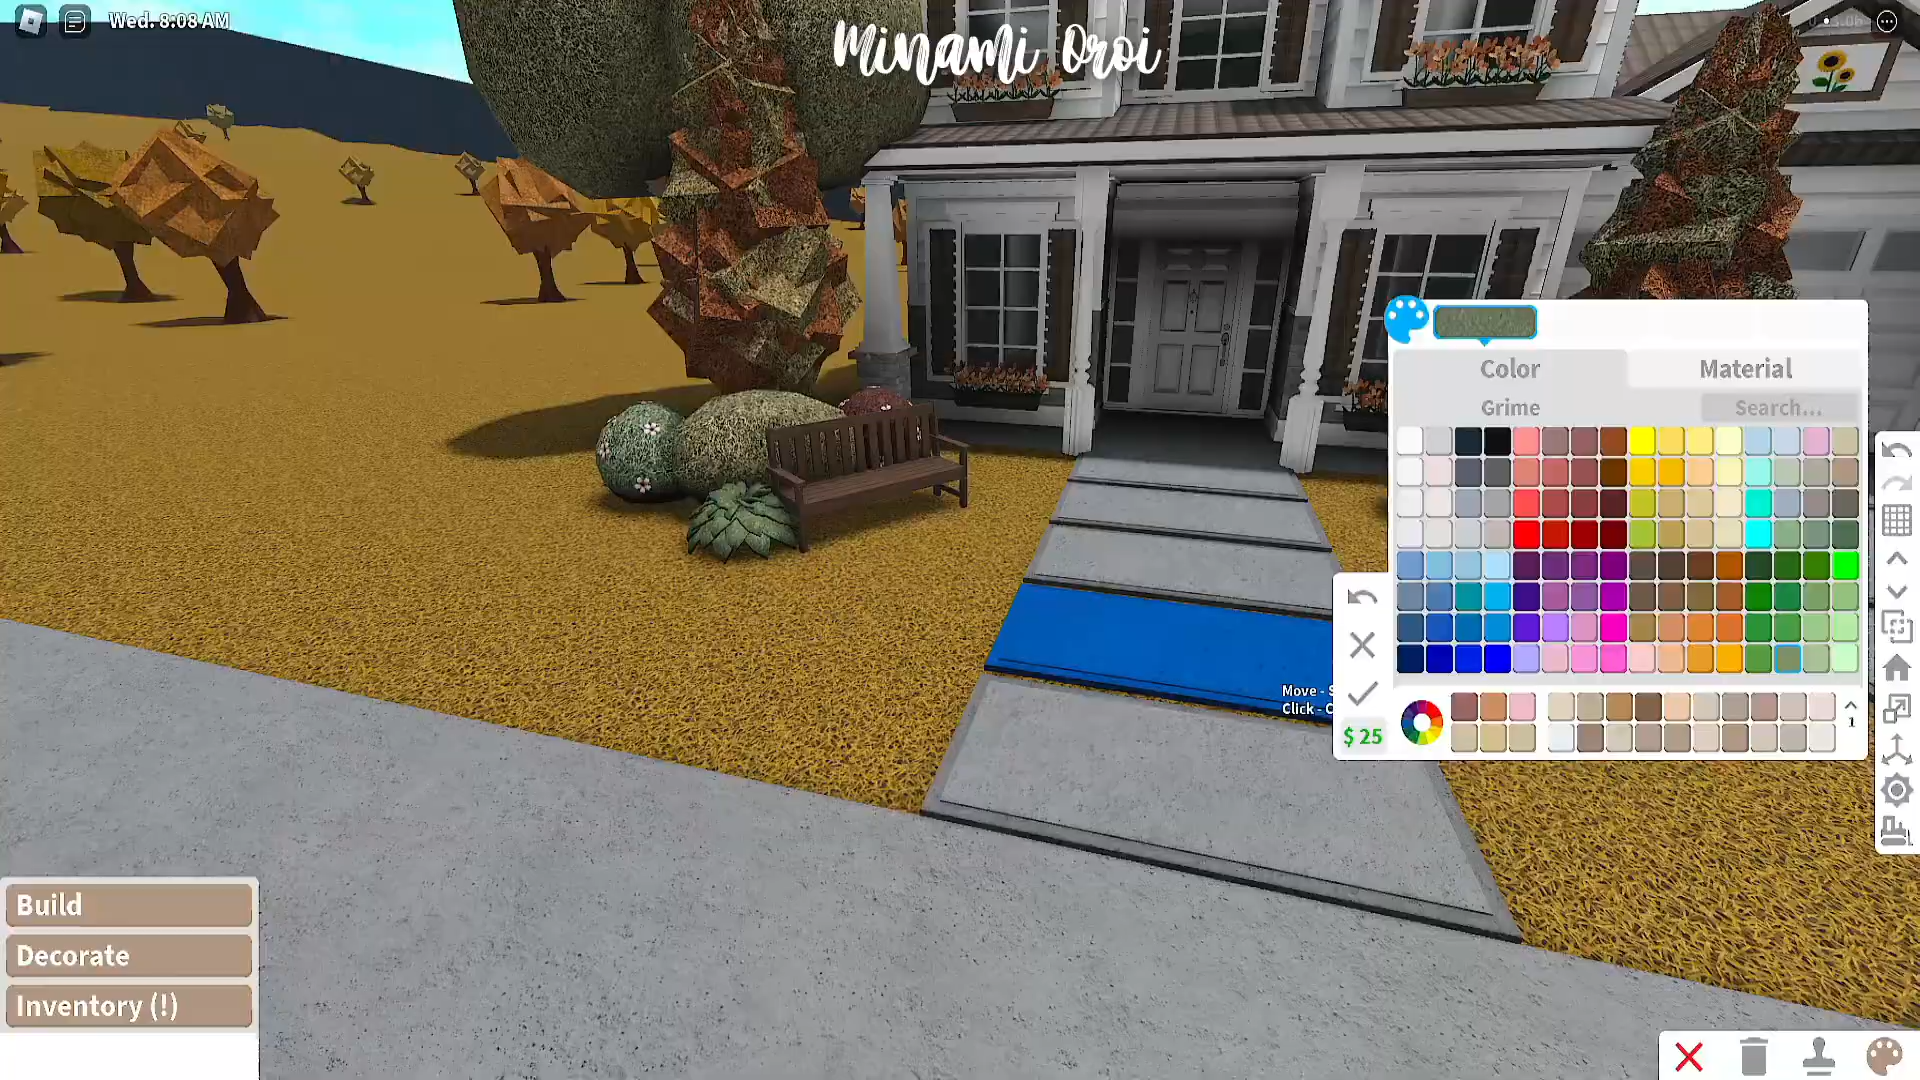 Wed. 8:08 AM
Minami Oroi
Color
Material
Grime
Search...
Move -
Click -
$ 25
1
Build
Decorate
Inventory (!)